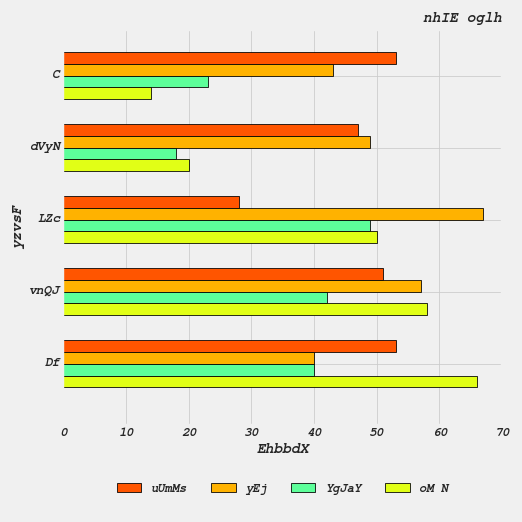 nhIE oglh
C
dVyN
LZc
vnQJ
Df
yzvsF
0 10 20 30 40 50 60 70
EhbbdX
uUmMs yEj YgJaY oM N